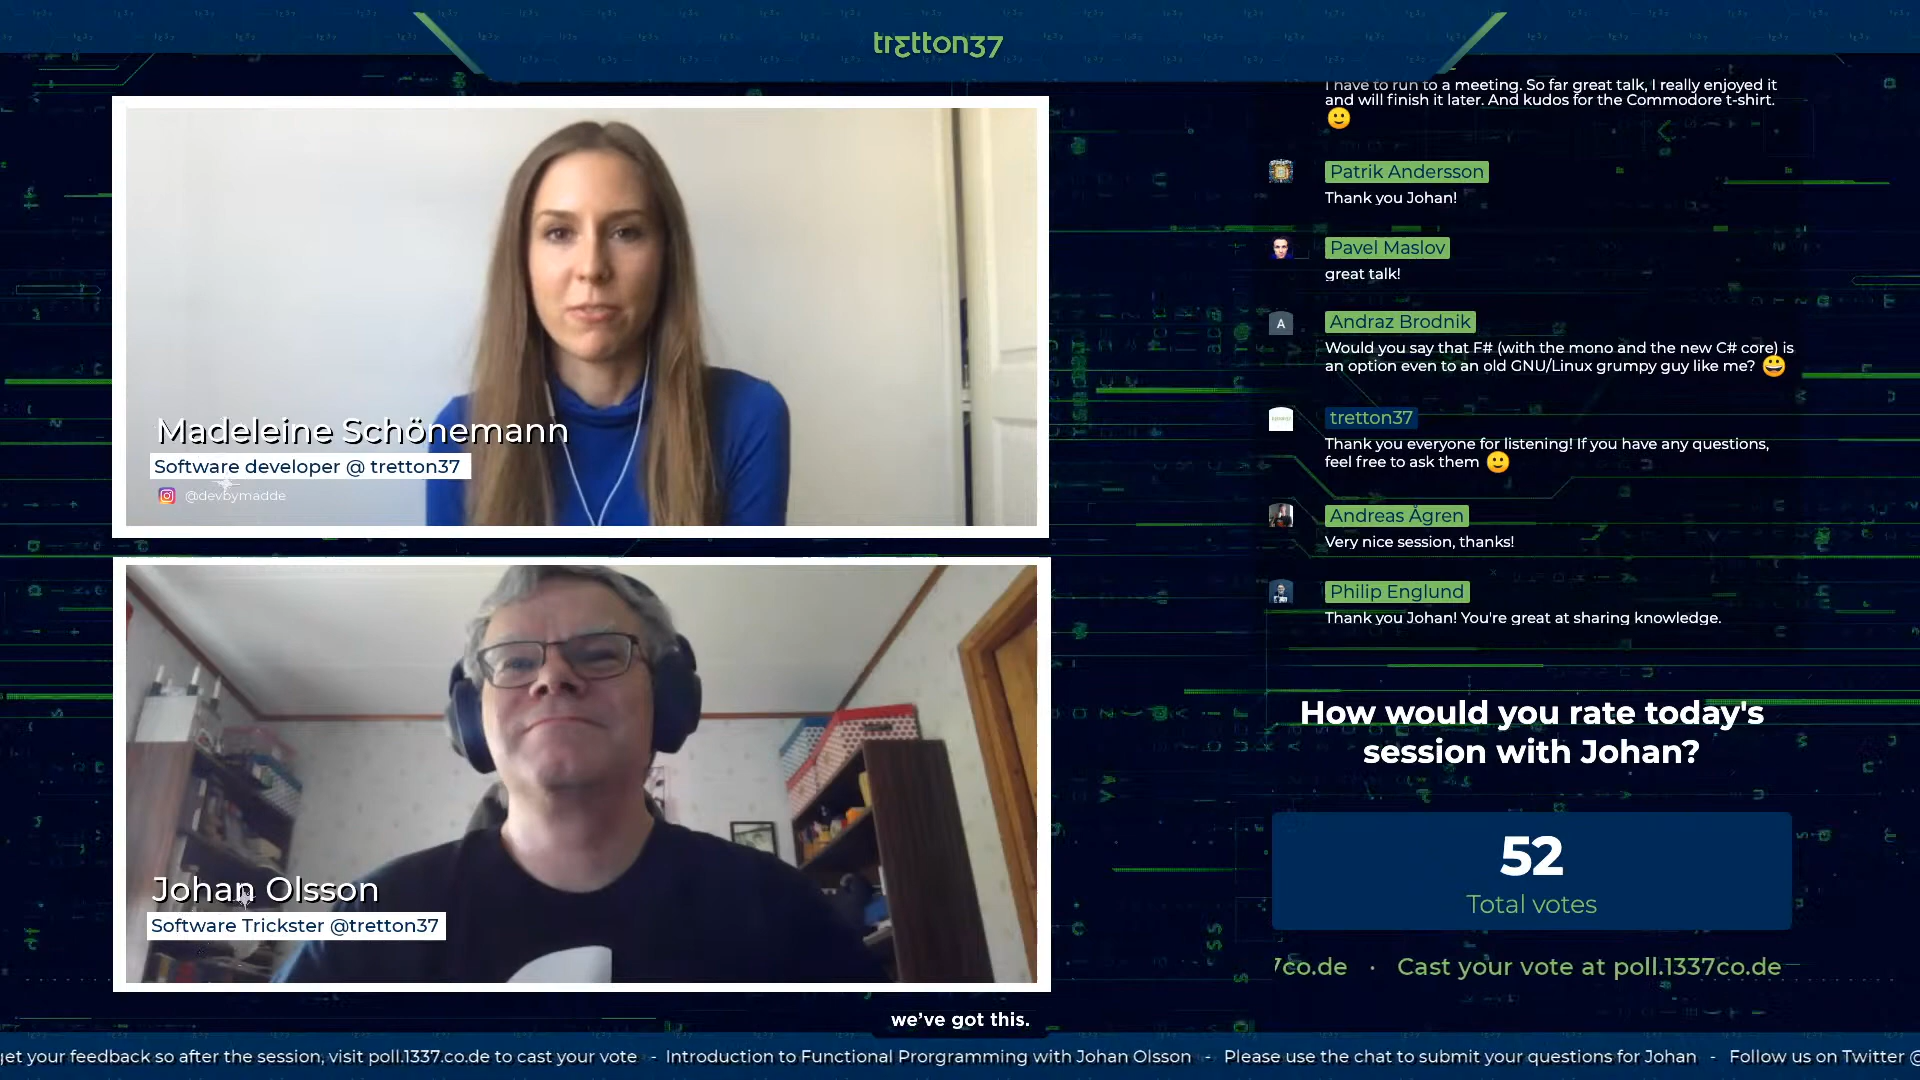 trɛtton37
Madeleine Schönemann
Software developer @ tretton37
@devbymadde
Johan Olsson
Software Trickster @tretton37
I have to run to a meeting. So far great talk, I really enjoyed it
and will finish it later. And kudos for the Commodore t-shirt.
Patrik Andersson
Thank you Johan!
Pavel Maslov
great talk!
A
Andraz Brodnik
Would you say that F# (with the mono and the new C# core) is
an option even to an old GNU/Linux grumpy guy like me?
tretton37
Thank you everyone for listening! If you have any questions,
feel free to ask them
Andreas Ågren
Very nice session, thanks!
Philip Englund
Thank you Johan! You're great at sharing knowledge.
How would you rate today's
session with Johan?
52
Total votes
7co.de · Cast your vote at poll.1337co.de
we've got this.
get your feedback so after the session, visit poll.1337.co.de to cast your vote - Introduction to Functional Prorgramming with Johan Olsson - Please use the chat to submit your questions for Johan - Follow us on Twitter @